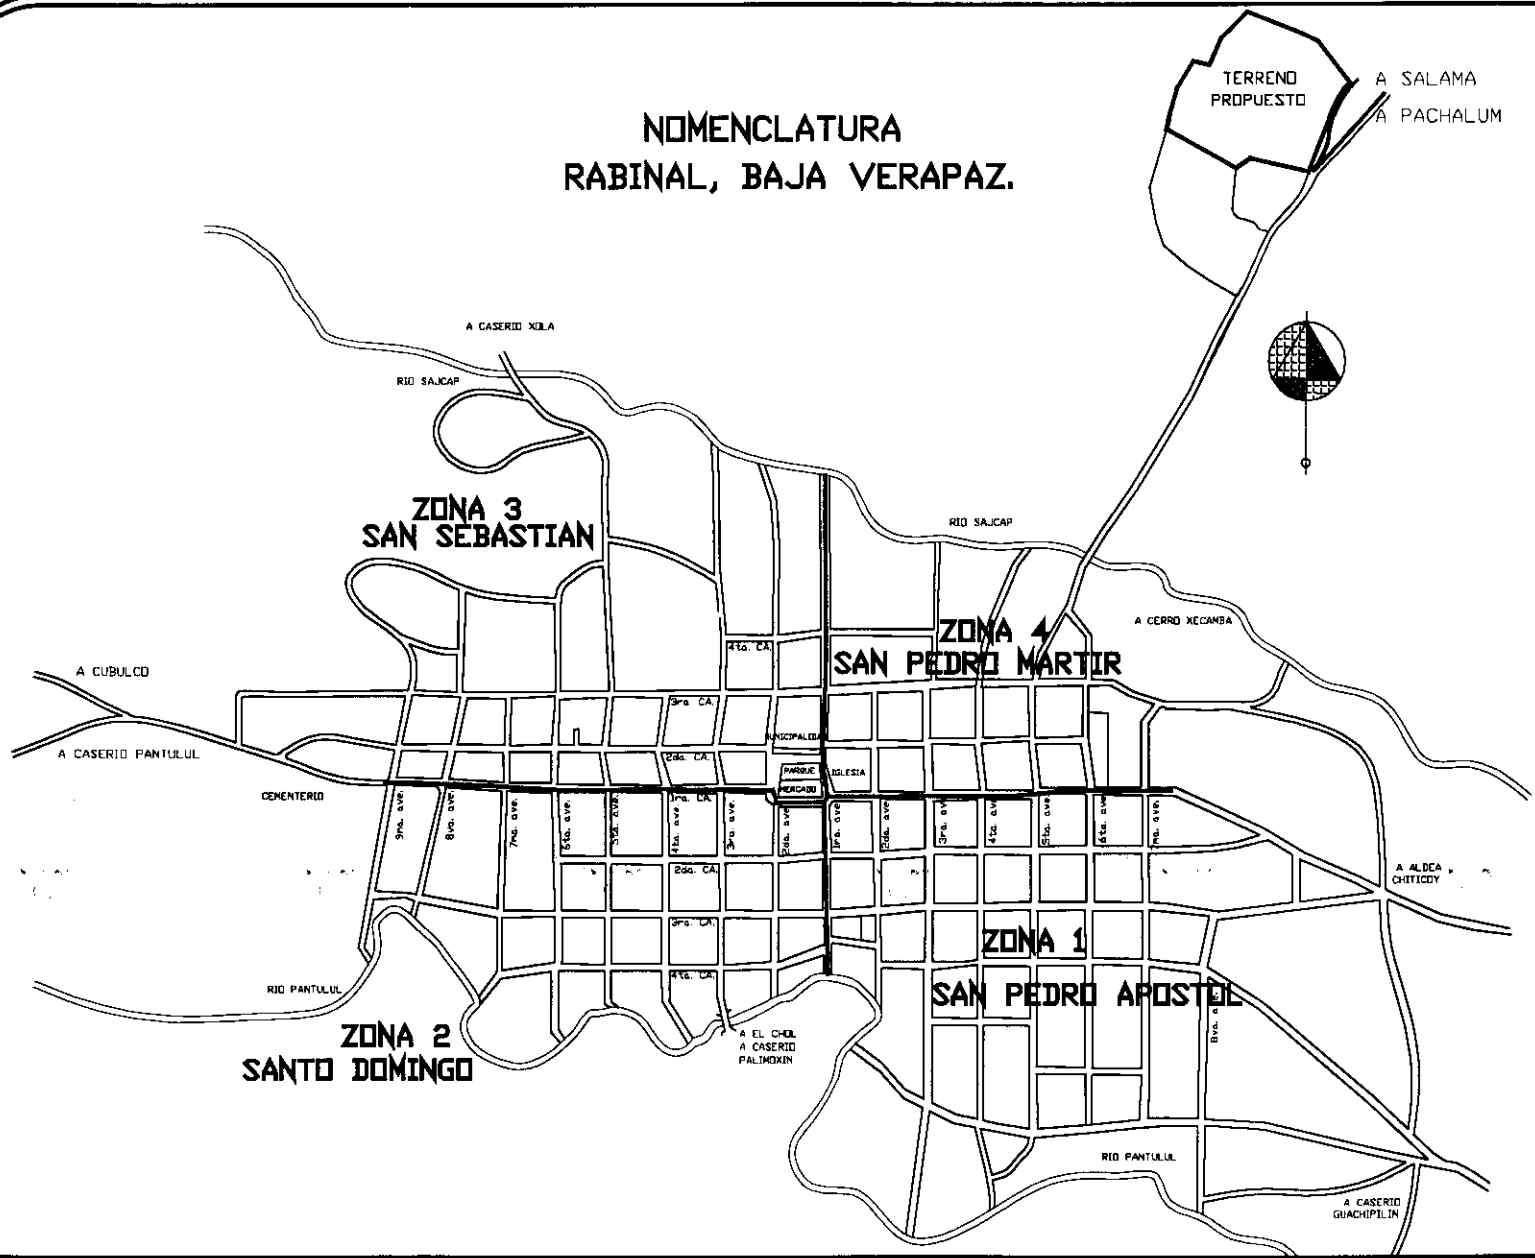 TERRENO
PROPUESTO
A SALAMA
A PACHALUM
NOMENCLATURA
RABINAL, BAJA VERAPAZ.
A CASERIO XOLA
RIO SAJCAP
ZONA 3
SAN SEBASTIAN
RIO SAJCAP
ZONA 4
SAN PEDRO MARTIR
A CERRO XECAMBA
4ta. CA.
A CUBULCO
3ra. CA.
A CASERIO PANTULUL
MUNICIPALIDAD
2da. CA.
PARQUE
IGLESIA
MERCADO
CEMENTERIO
1ra. CA.
9na. ave.
8va. ave.
7ma. ave.
6ta. ave.
5ta. ave.
4ta. ave.
3ra. ave.
2da. ave.
1ra. ave.
2da. ave.
3ra. ave.
4ta. ave.
5ta. ave.
6ta. ave.
7ma. ave.
2da. CA.
A ALDEA
CHITICOY
3ra. CA.
ZONA 1
SAN PEDRO APOSTOL
4ta. CA.
RIO PANTULUL
8va. ave.
ZONA 2
SANTO DOMINGO
A EL CHOL
A CASERIO
PALIMOXIN
RIO PANTULUL
A CASERIO
GUACHIPILIN